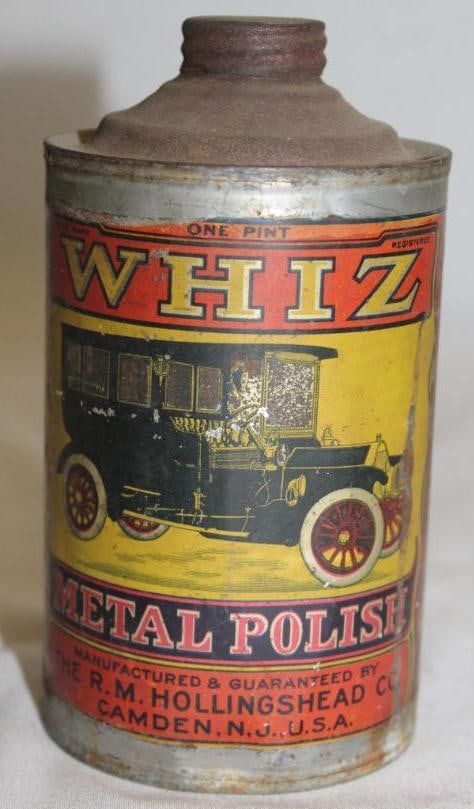 ONE PINT
REGISTERED
WHIZ
METAL POLISH
MANUFACTURED & GUARANTEED BY
THE R. M. HOLLINGSHEAD CO
CAMDEN, N.J., U.S.A.